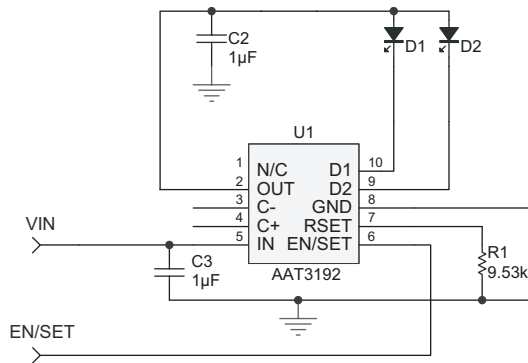 C2
1µF
D1
D2
U1
1 N/C D1 10
2 OUT D2 9
3 C- GND 8
4 C+ RSET 7
5 IN EN/SET 6
AAT3192
VIN
C3
1µF
R1
9.53k
EN/SET